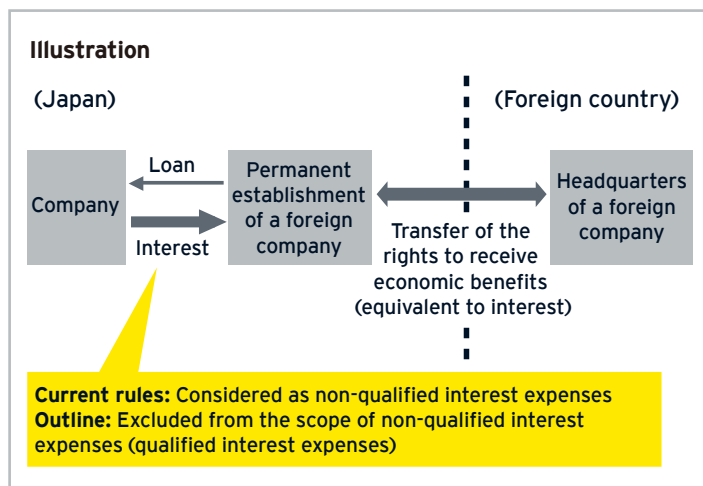 Illustration
(Japan)
(Foreign country)
Company
Loan
Interest
Permanent
establishment
of a foreign
company
Transfer of the
rights to receive
economic benefits
(equivalent to interest)
Headquarters
of a foreign
company
Current rules: Considered as non-qualified interest expenses
Outline: Excluded from the scope of non-qualified interest
expenses (qualified interest expenses)